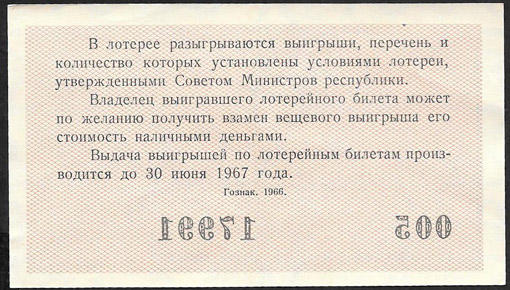 В лотерее разыгрываются выигрыши, перечень и
количество которых установлены условиями лотереи,
утвержденными Советом Министров республики.
Владелец выигравшего лотерейного билета может
по желанию получить взамен вещевого выигрыша его
стоимость наличными деньгами.
Выдача выигрышей по лотерейным билетам произ-
водится до 30 июня 1967 года.
Гознак. 1966.
005